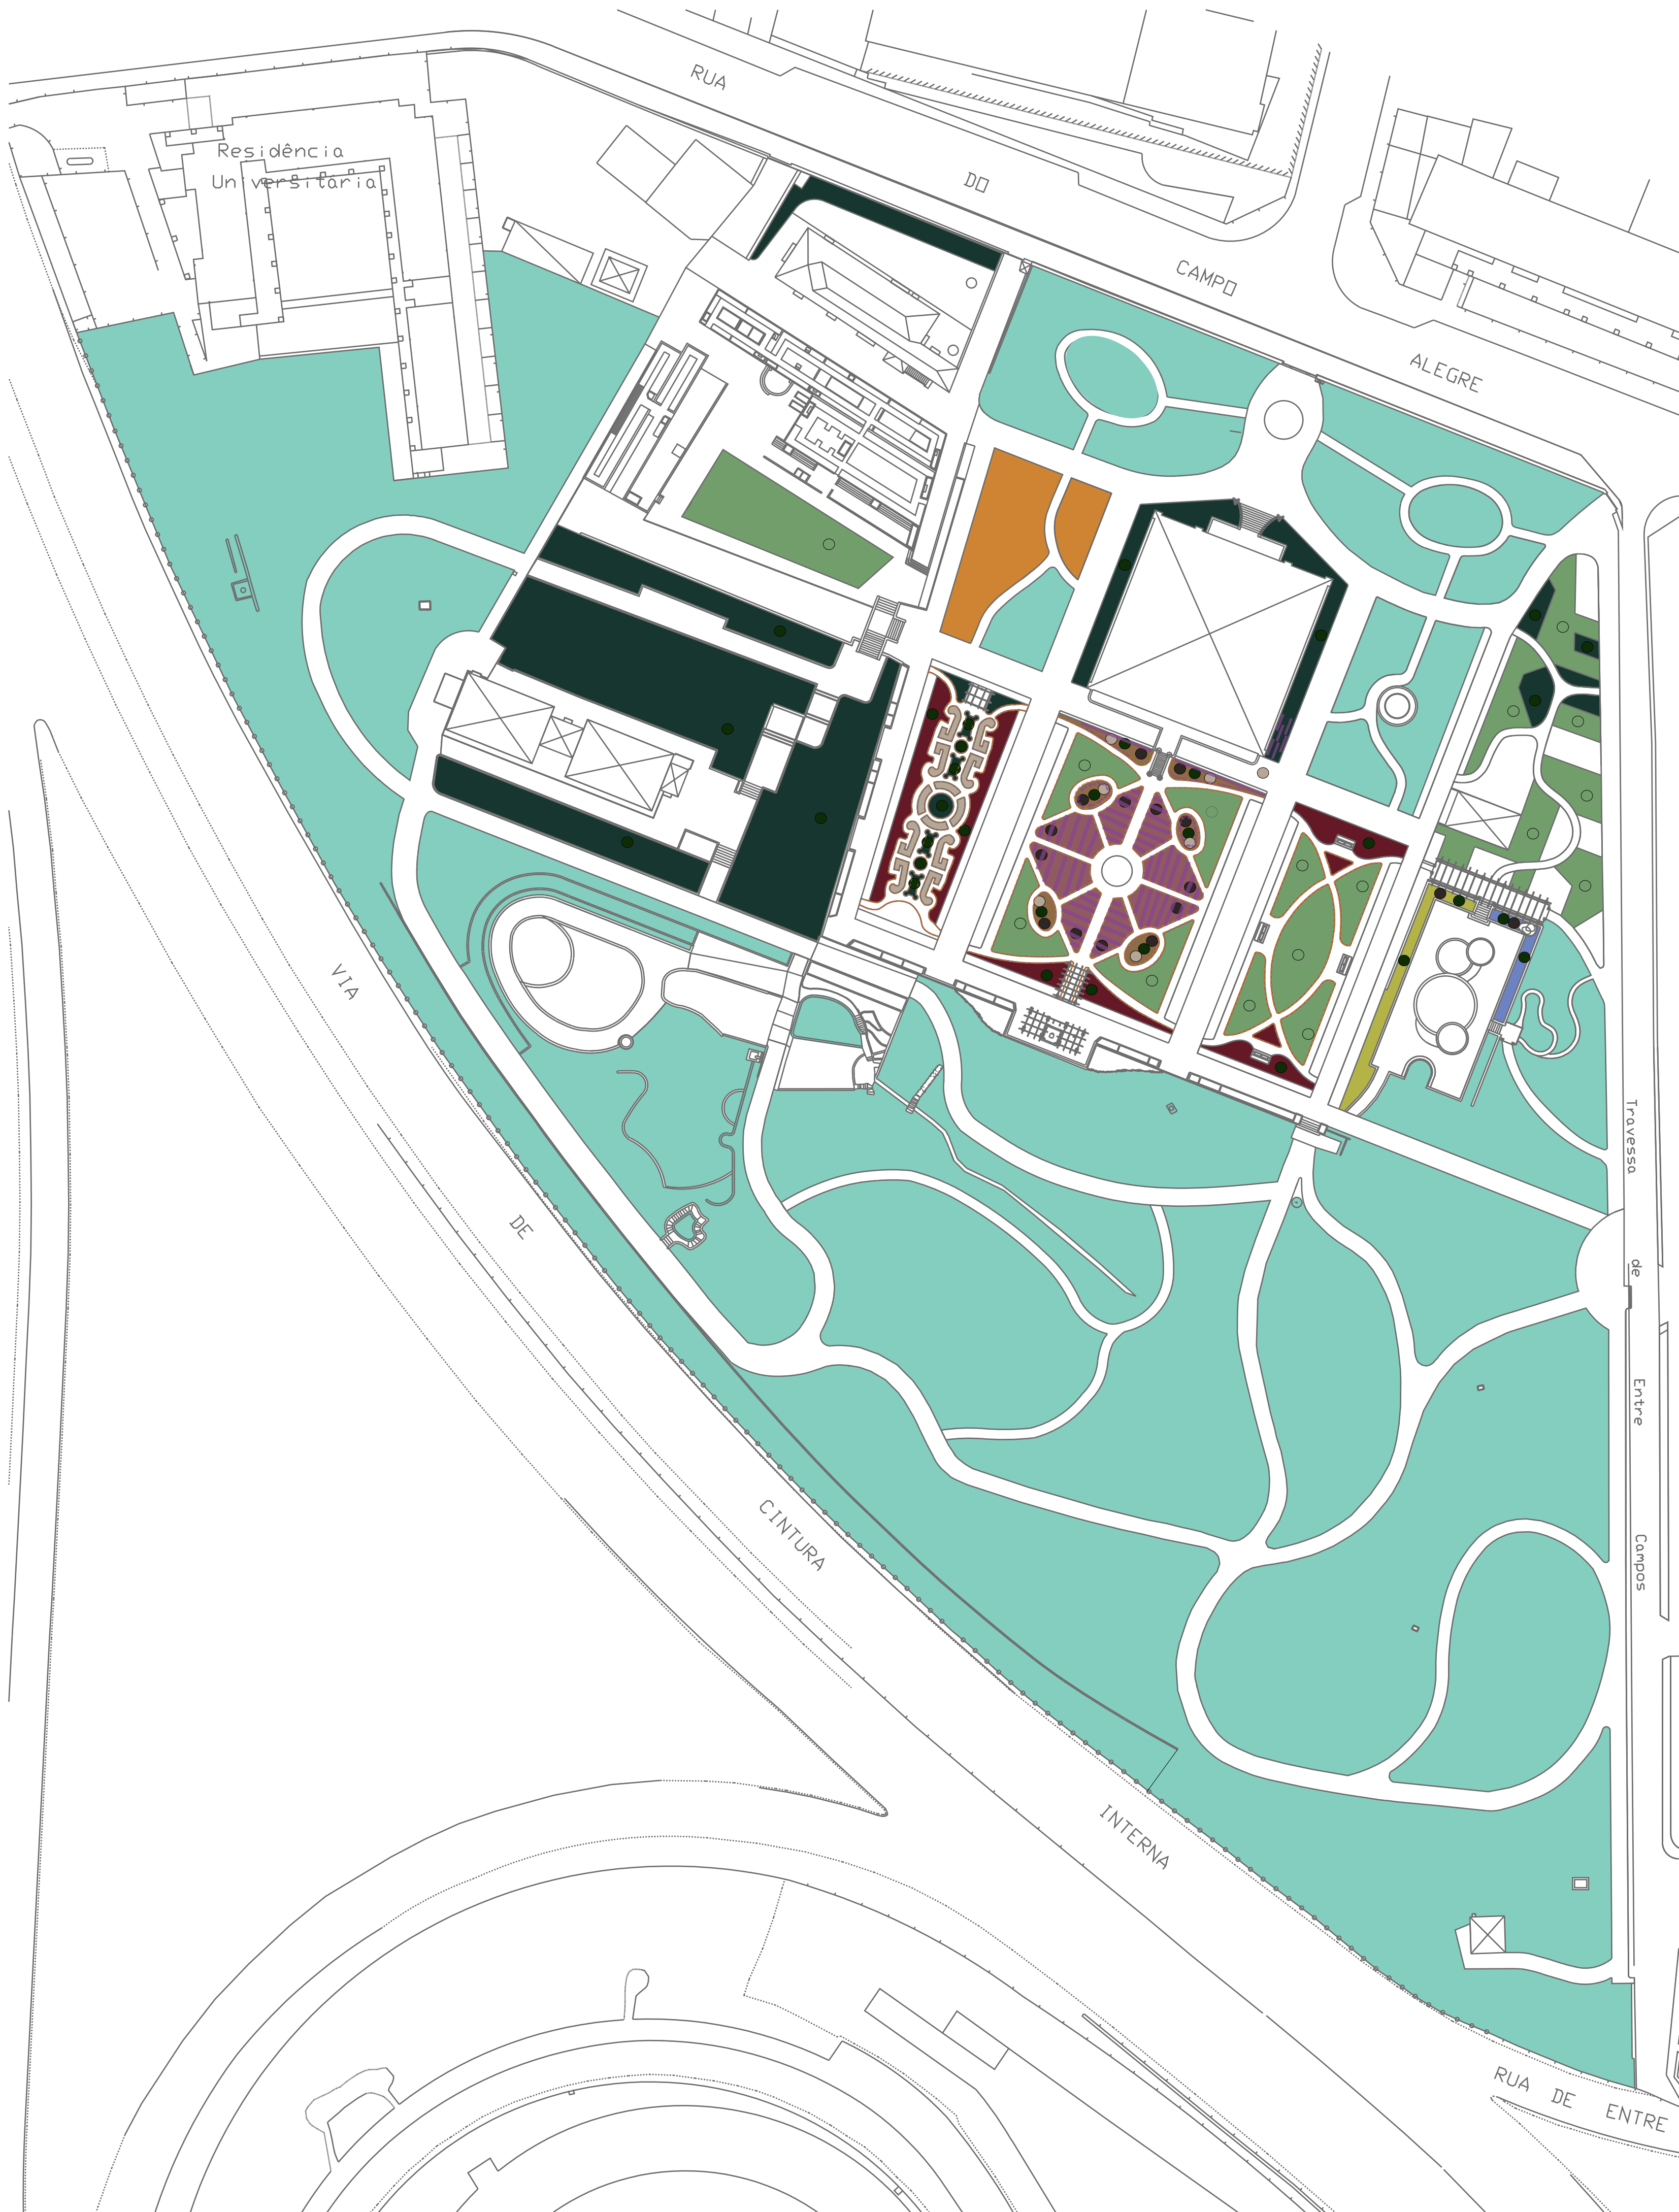 RUA
DO
CAMPO
ALEGRE
Residência
Universitária
VIA
DE
CINTURA
INTERNA
Travessa
de
Entre
Campos
RUA DE ENTRE